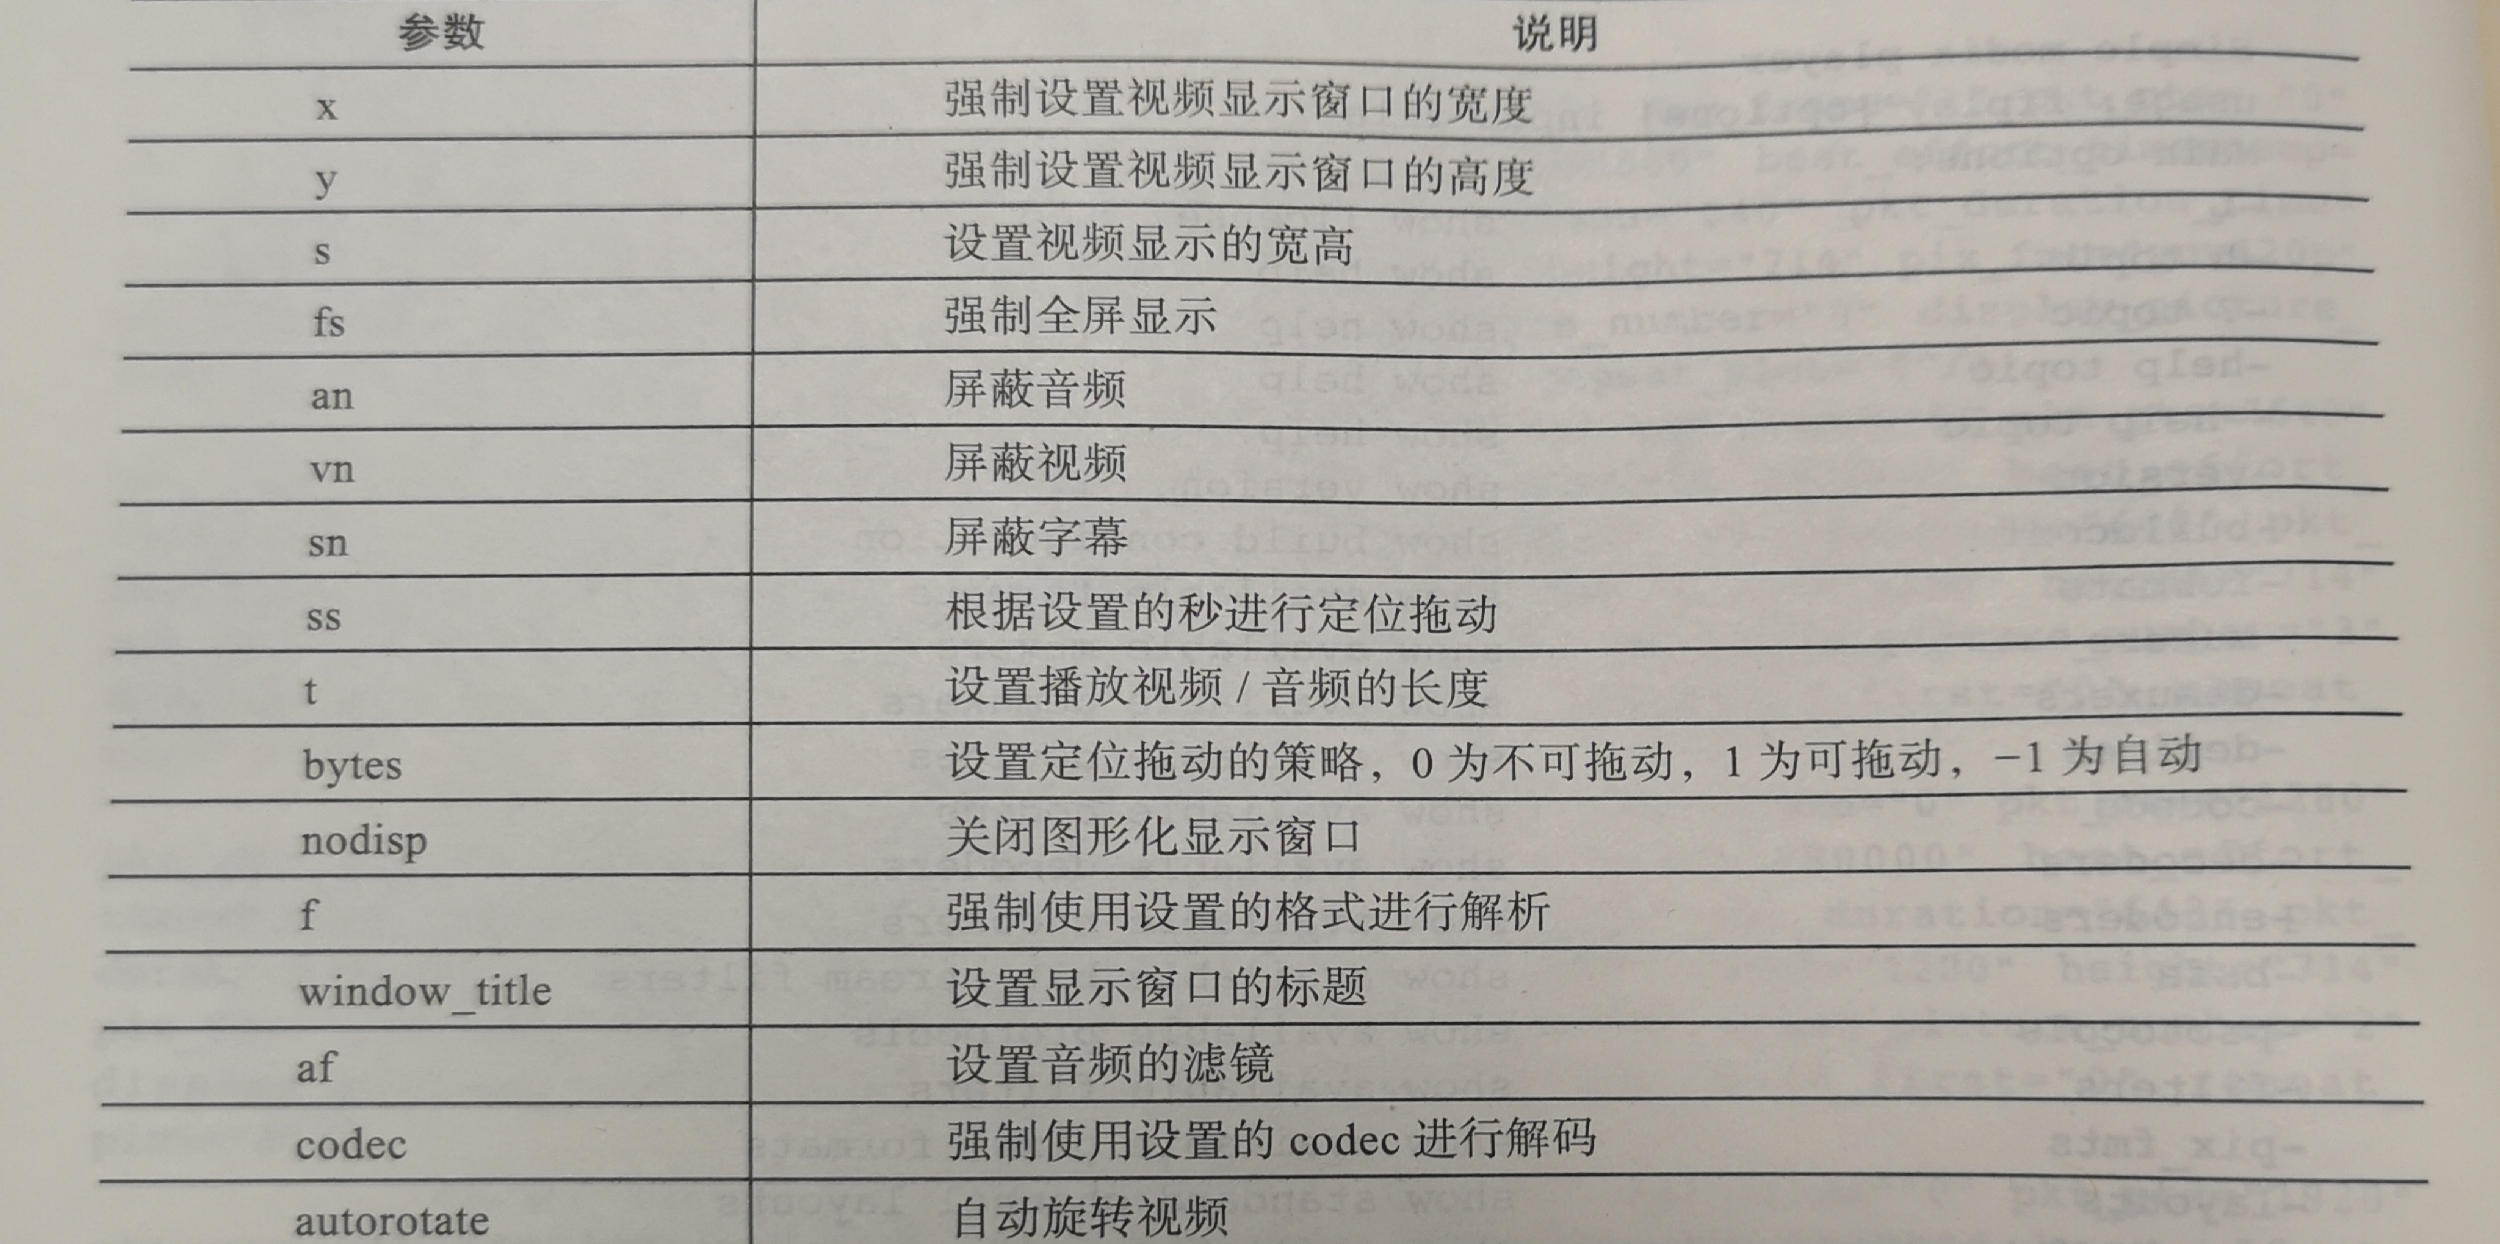 参数 说明
x 强制设置视频显示窗口的宽度
y 强制设置视频显示窗口的高度
s 设置视频显示的宽高
fs 强制全屏显示
an 屏蔽音频
vn 屏蔽视频
sn 屏蔽字幕
ss 根据设置的秒进行定位拖动
t 设置播放视频 / 音频的长度
bytes 设置定位拖动的策略，0 为不可拖动，1 为可拖动，−1 为自动
nodisp 关闭图形化显示窗口
f 强制使用设置的格式进行解析
window_title 设置显示窗口的标题
af 设置音频的滤镜
codec 强制使用设置的 codec 进行解码
autorotate 自动旋转视频